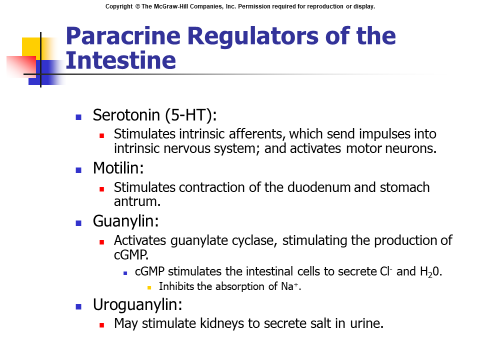 Copyright © The McGraw-Hill Companies, Inc. Permission required for reproduction or display.
Paracrine Regulators of the
Intestine
Serotonin (5-HT):
Stimulates intrinsic afferents, which send impulses into
intrinsic nervous system; and activates motor neurons.
Motilin:
Stimulates contraction of the duodenum and stomach
antrum.
Guanylin:
Activates guanylate cyclase, stimulating the production of
cGMP.
cGMP stimulates the intestinal cells to secrete Cl⁻ and H₂0.
Inhibits the absorption of Na⁺.
Uroguanylin:
May stimulate kidneys to secrete salt in urine.